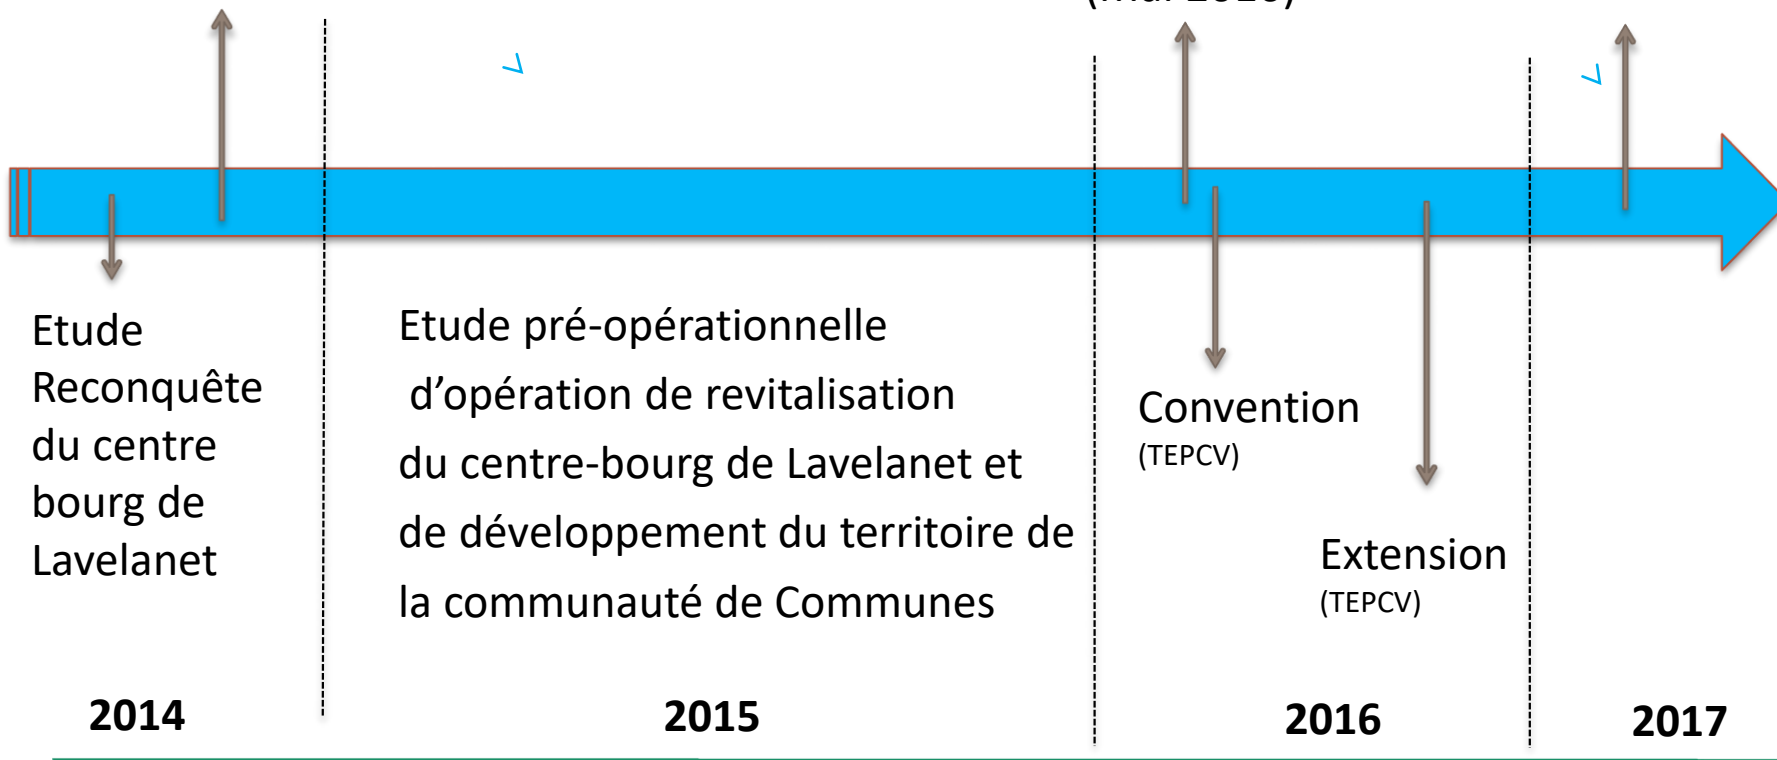 Etude
Reconquête
du centre
bourg de
Lavelanet
Etude pré-opérationnelle
d’opération de revitalisation
du centre-bourg de Lavelanet et
de développement du territoire de
la communauté de Communes
Convention
(TEPCV)
Extension
(TEPCV)
2014
2015
2016
2017